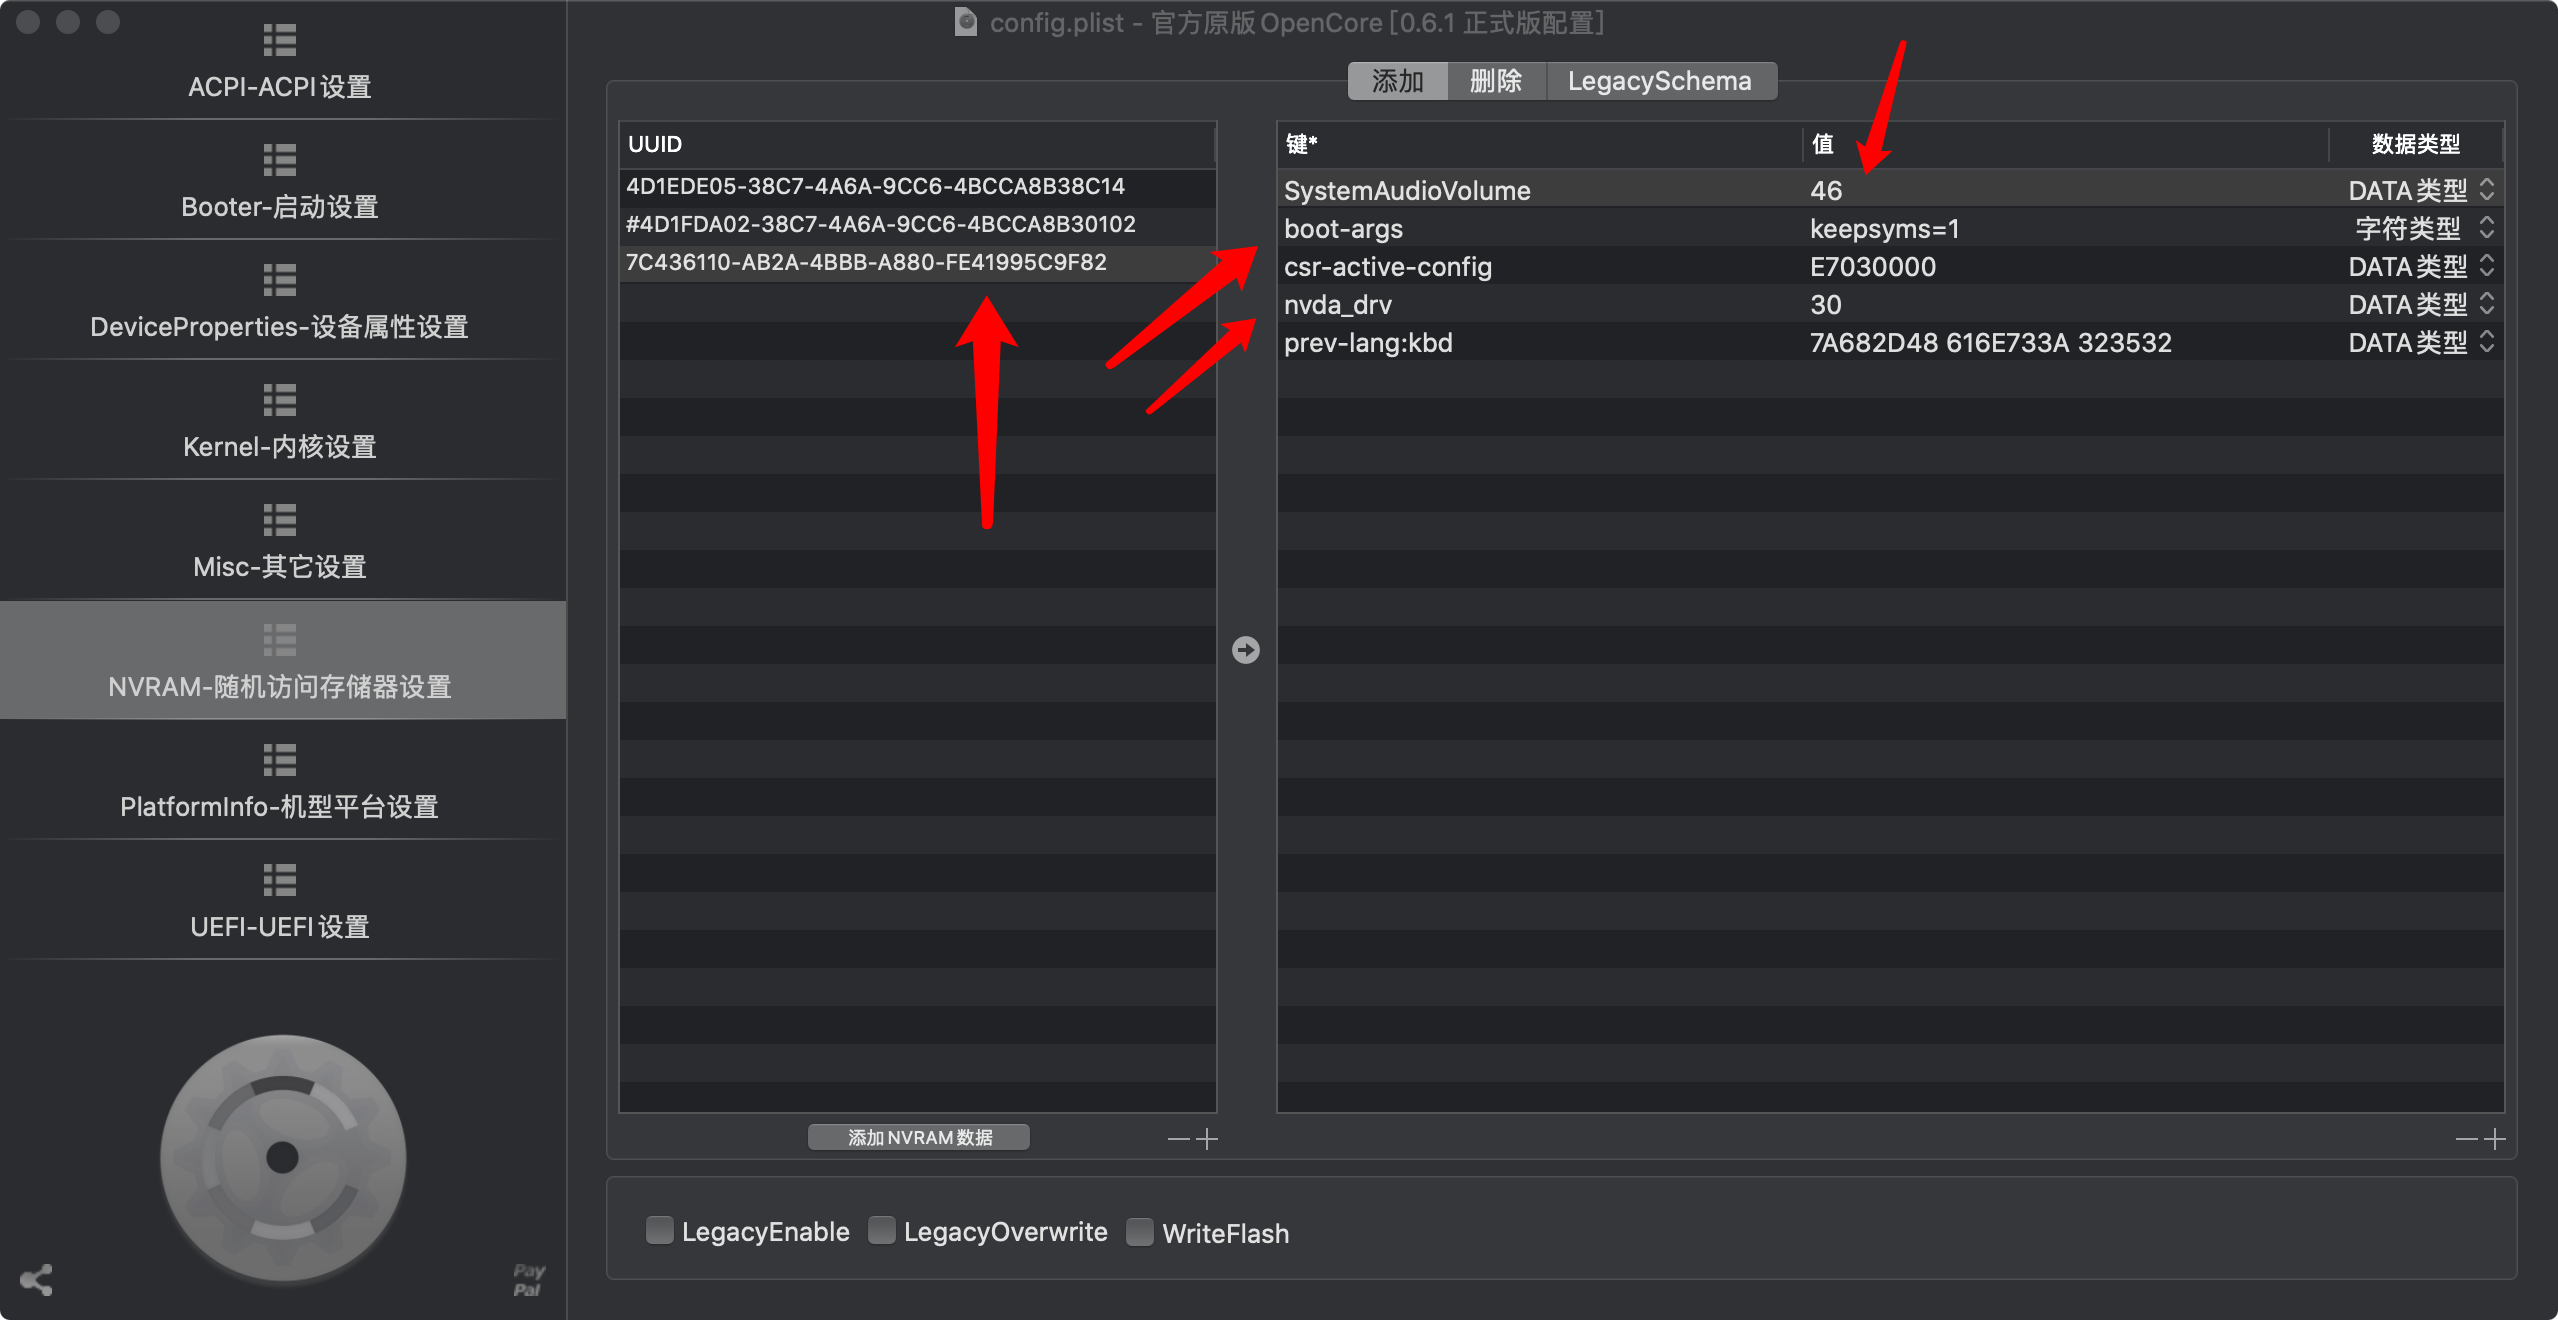 config.plist - 官方原版 OpenCore [0.6.1 正式版配置]
ACPI-ACPI 设置
Booter-启动设置
DeviceProperties-设备属性设置
Kernel-内核设置
Misc-其它设置
NVRAM-随机访问存储器设置
PlatformInfo-机型平台设置
UEFI-UEFI 设置
Pay
Pal
添加 删除 LegacySchema
UUID
4D1EDE05-38C7-4A6A-9CC6-4BCCA8B38C14
#4D1FDA02-38C7-4A6A-9CC6-4BCCA8B30102
7C436110-AB2A-4BBB-A880-FE41995C9F82
添加 NVRAM 数据
键* 值 数据类型
SystemAudioVolume 46 DATA 类型
boot-args keepsyms=1 字符类型
csr-active-config E7030000 DATA 类型
nvda_drv 30 DATA 类型
prev-lang:kbd 7A682D48 616E733A 323532 DATA 类型
LegacyEnable LegacyOverwrite WriteFlash